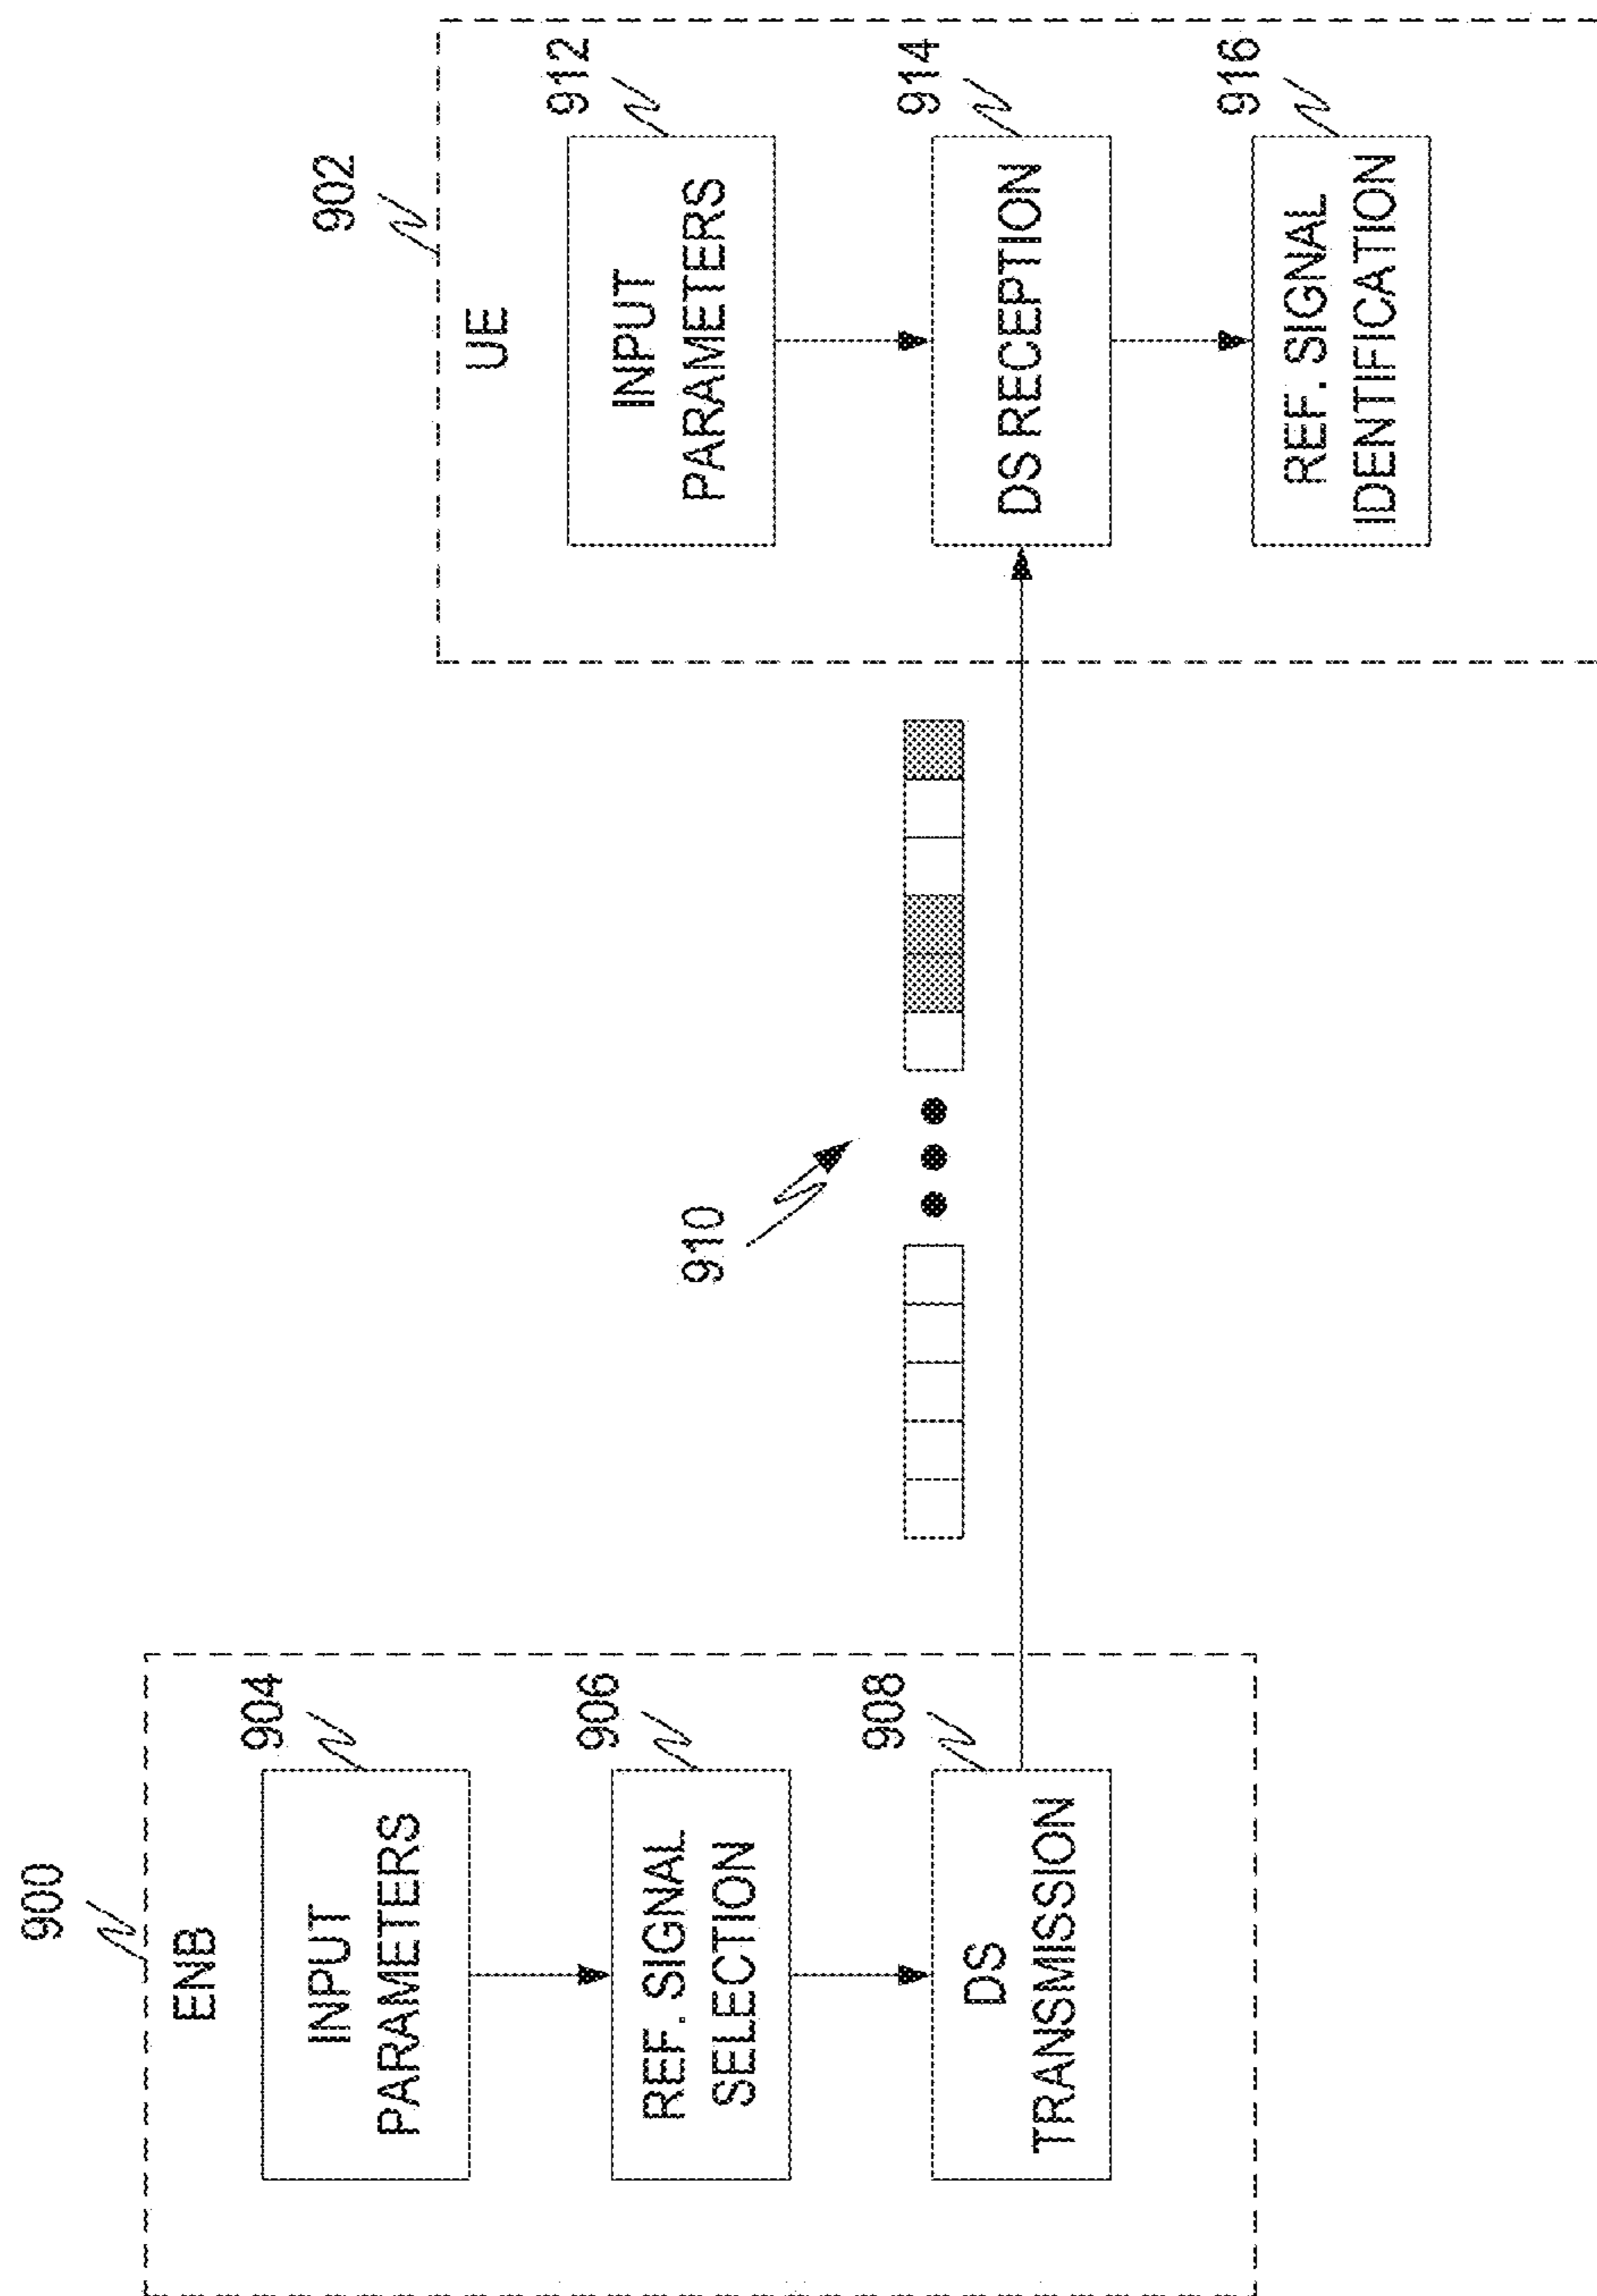 900
ENB
904
INPUT
PARAMETERS
906
REF. SIGNAL
SELECTION
908
DS
TRANSMISSION
910
902
UE
912
INPUT
PARAMETERS
914
DS RECEPTION
916
REF. SIGNAL
IDENTIFICATION